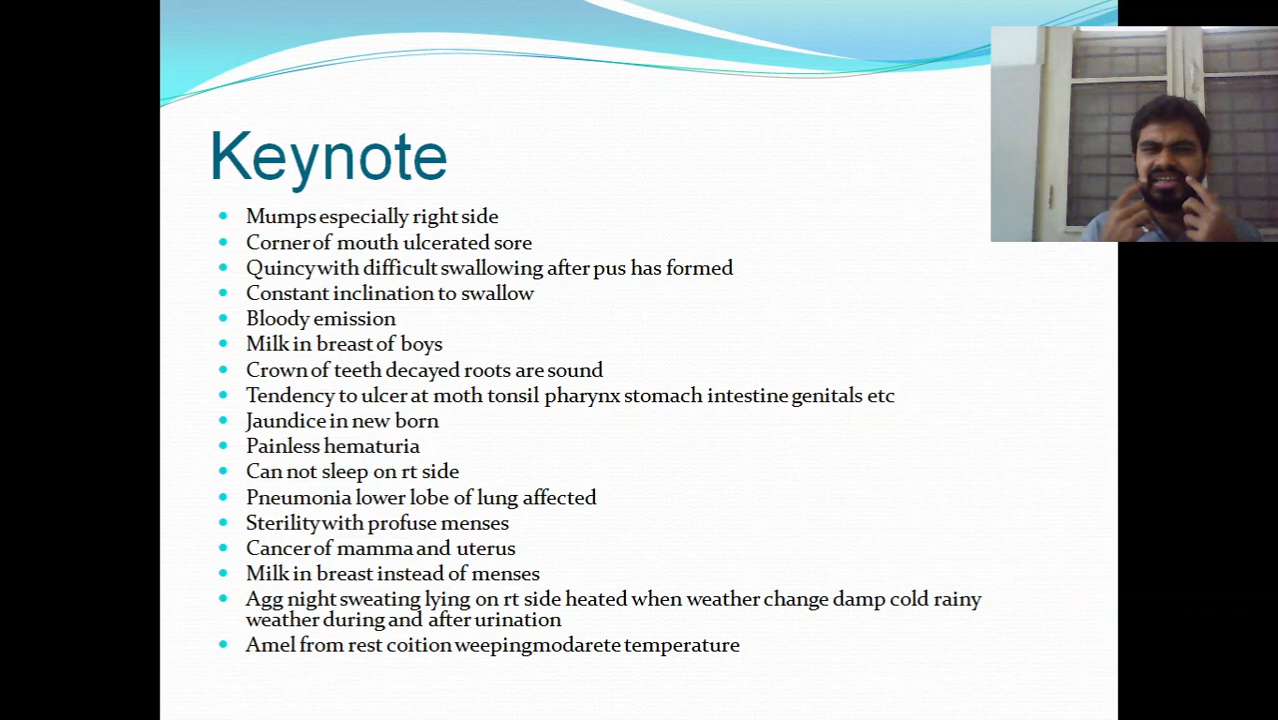 Keynote
Mumps especially right side
Corner of mouth ulcerated sore
Quincy with difficult swallowing after pus has formed
Constant inclination to swallow
Bloody emission
Milk in breast of boys
Crown of teeth decayed roots are sound
Tendency to ulcer at moth tonsil pharynx stomach intestine genitals etc
Jaundice in new born
Painless hematuria
Can not sleep on rt side
Pneumonia lower lobe of lung affected
Sterility with profuse menses
Cancer of mamma and uterus
Milk in breast instead of menses
Agg night sweating lying on rt side heated when weather change damp cold rainy
weather during and after urination
Amel from rest coition weepingmodarete temperature